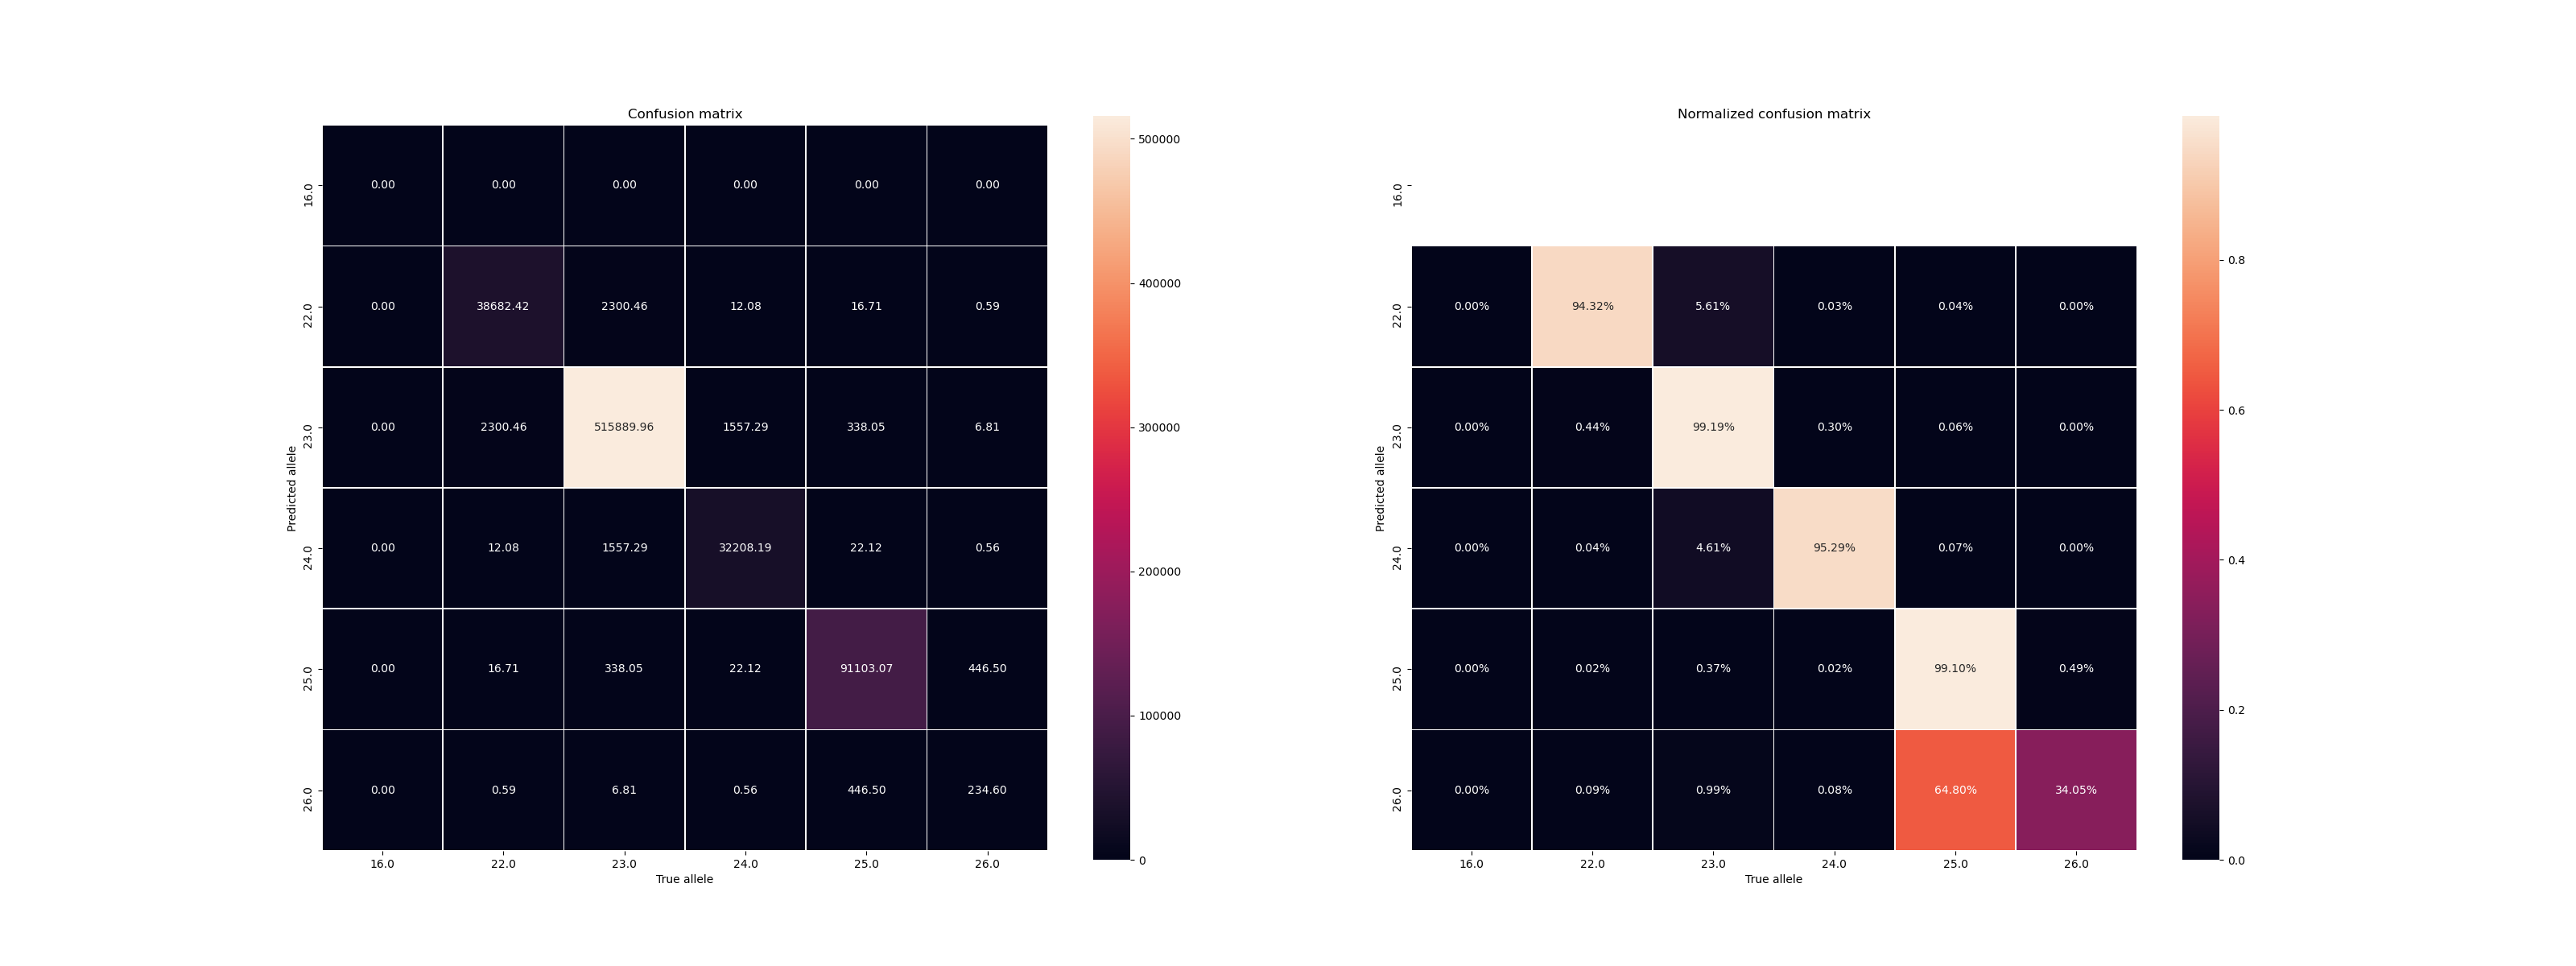 Confusion matrix
16.0 0.00 0.00 0.00 0.00 0.00 0.00
22.0 0.00 38682.42 2300.46 12.08 16.71 0.59
23.0 0.00 2300.46 515889.96 1557.29 338.05 6.81
24.0 0.00 12.08 1557.29 32208.19 22.12 0.56
25.0 0.00 16.71 338.05 22.12 91103.07 446.50
26.0 0.00 0.59 6.81 0.56 446.50 234.60
16.0 22.0 23.0 24.0 25.0 26.0
True allele
Predicted allele
500000
400000
300000
200000
100000
0
Normalized confusion matrix
16.0
22.0 0.00% 94.32% 5.61% 0.03% 0.04% 0.00%
23.0 0.00% 0.44% 99.19% 0.30% 0.06% 0.00%
24.0 0.00% 0.04% 4.61% 95.29% 0.07% 0.00%
25.0 0.00% 0.02% 0.37% 0.02% 99.10% 0.49%
26.0 0.00% 0.09% 0.99% 0.08% 64.80% 34.05%
16.0 22.0 23.0 24.0 25.0 26.0
True allele
Predicted allele
0.8
0.6
0.4
0.2
0.0